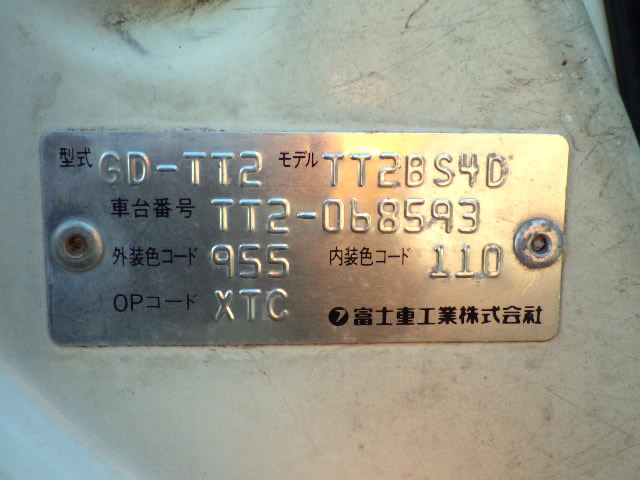 型式 GD-TT2 モデル TT2BS4D
車台番号 TT2-068593
外装色コード 955 内装色コード 110
OPコード XTC フ 富士重工業株式会社